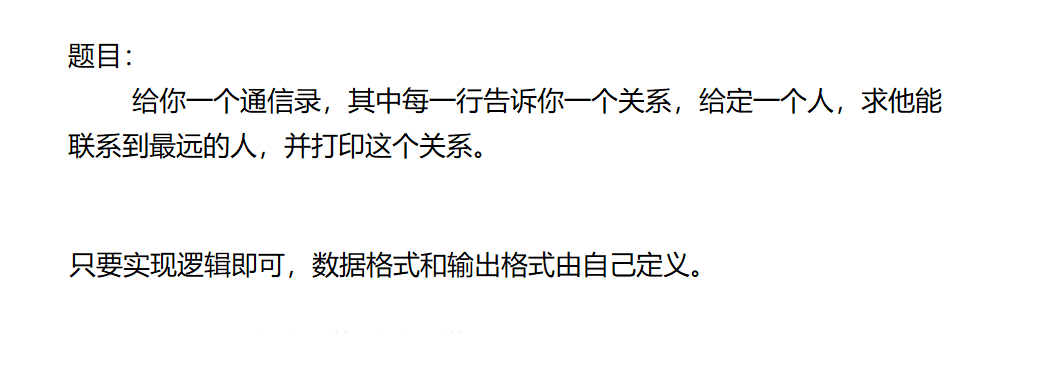 题目：
给你一个通信录，其中每一行告诉你一个关系，给定一个人，求他能
联系到最远的人，并打印这个关系。
只要实现逻辑即可，数据格式和输出格式由自己定义。